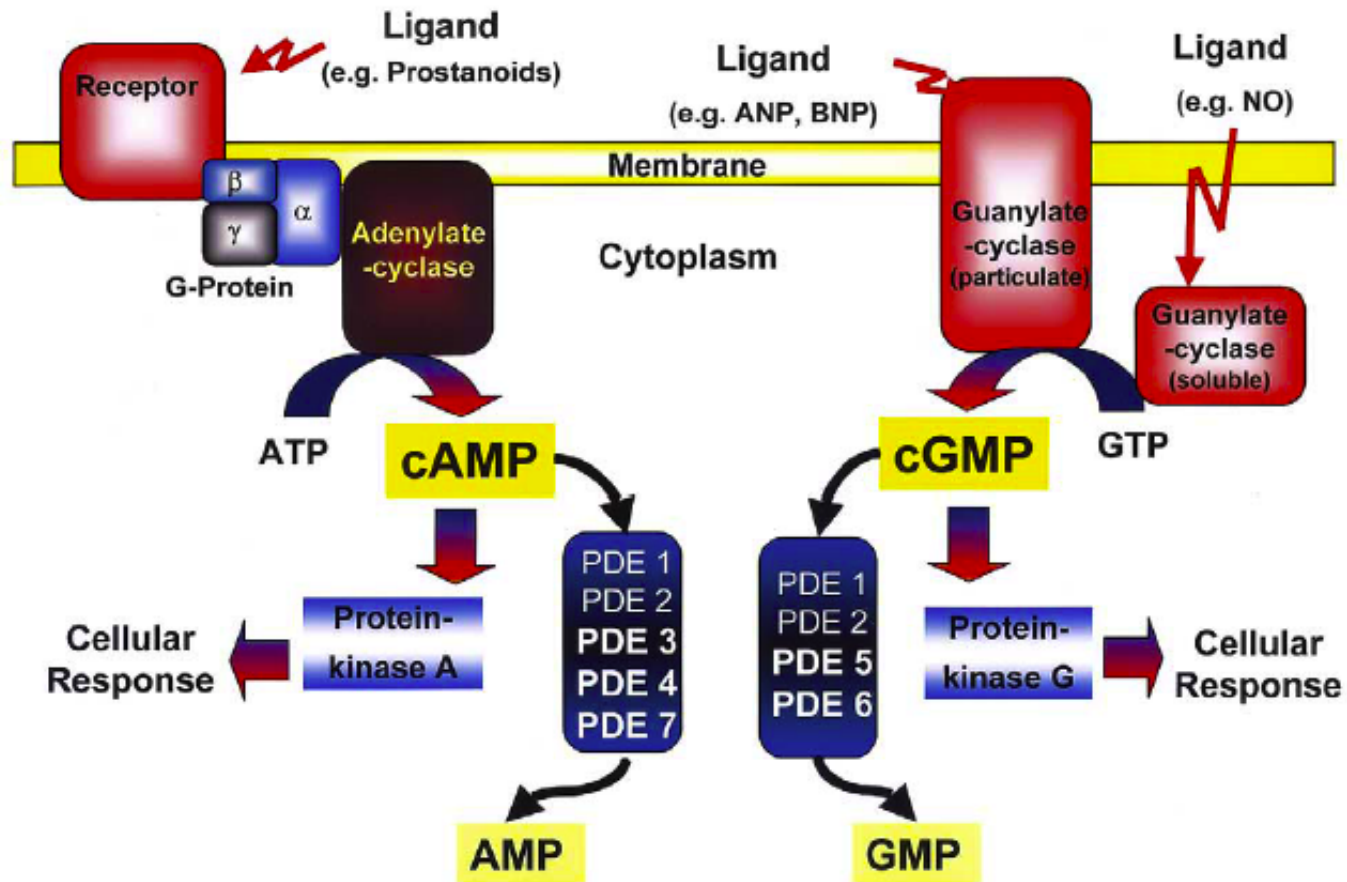 Ligand
(e.g. Prostanoids)
Receptor
Ligand
(e.g. ANP, BNP)
Ligand
(e.g. NO)
Membrane
β
γ
α
G-Protein
Adenylate
-cyclase
Cytoplasm
Guanylate
-cyclase
(particulate)
Guanylate
-cyclase
(soluble)
ATP
cAMP
cGMP
GTP
PDE 1
PDE 2
PDE 3
PDE 4
PDE 7
PDE 1
PDE 2
PDE 5
PDE 6
Cellular
Response
Protein-
kinase A
Protein-
kinase G
Cellular
Response
AMP
GMP